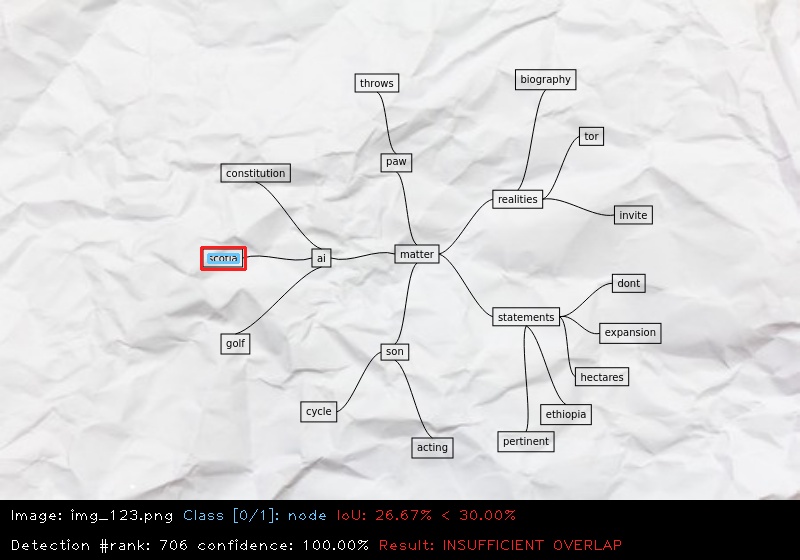 throws
biography
tor
paw
constitution
realities
invite
scotia
ai
matter
dont
statements
expansion
golf
son
hectares
cycle
ethiopia
pertinent
acting
Image: img_123.png Class [0/1]: node IoU: 26.67% < 30.00%
Detection #rank: 706 confidence: 100.00% Result: INSUFFICIENT OVERLAP